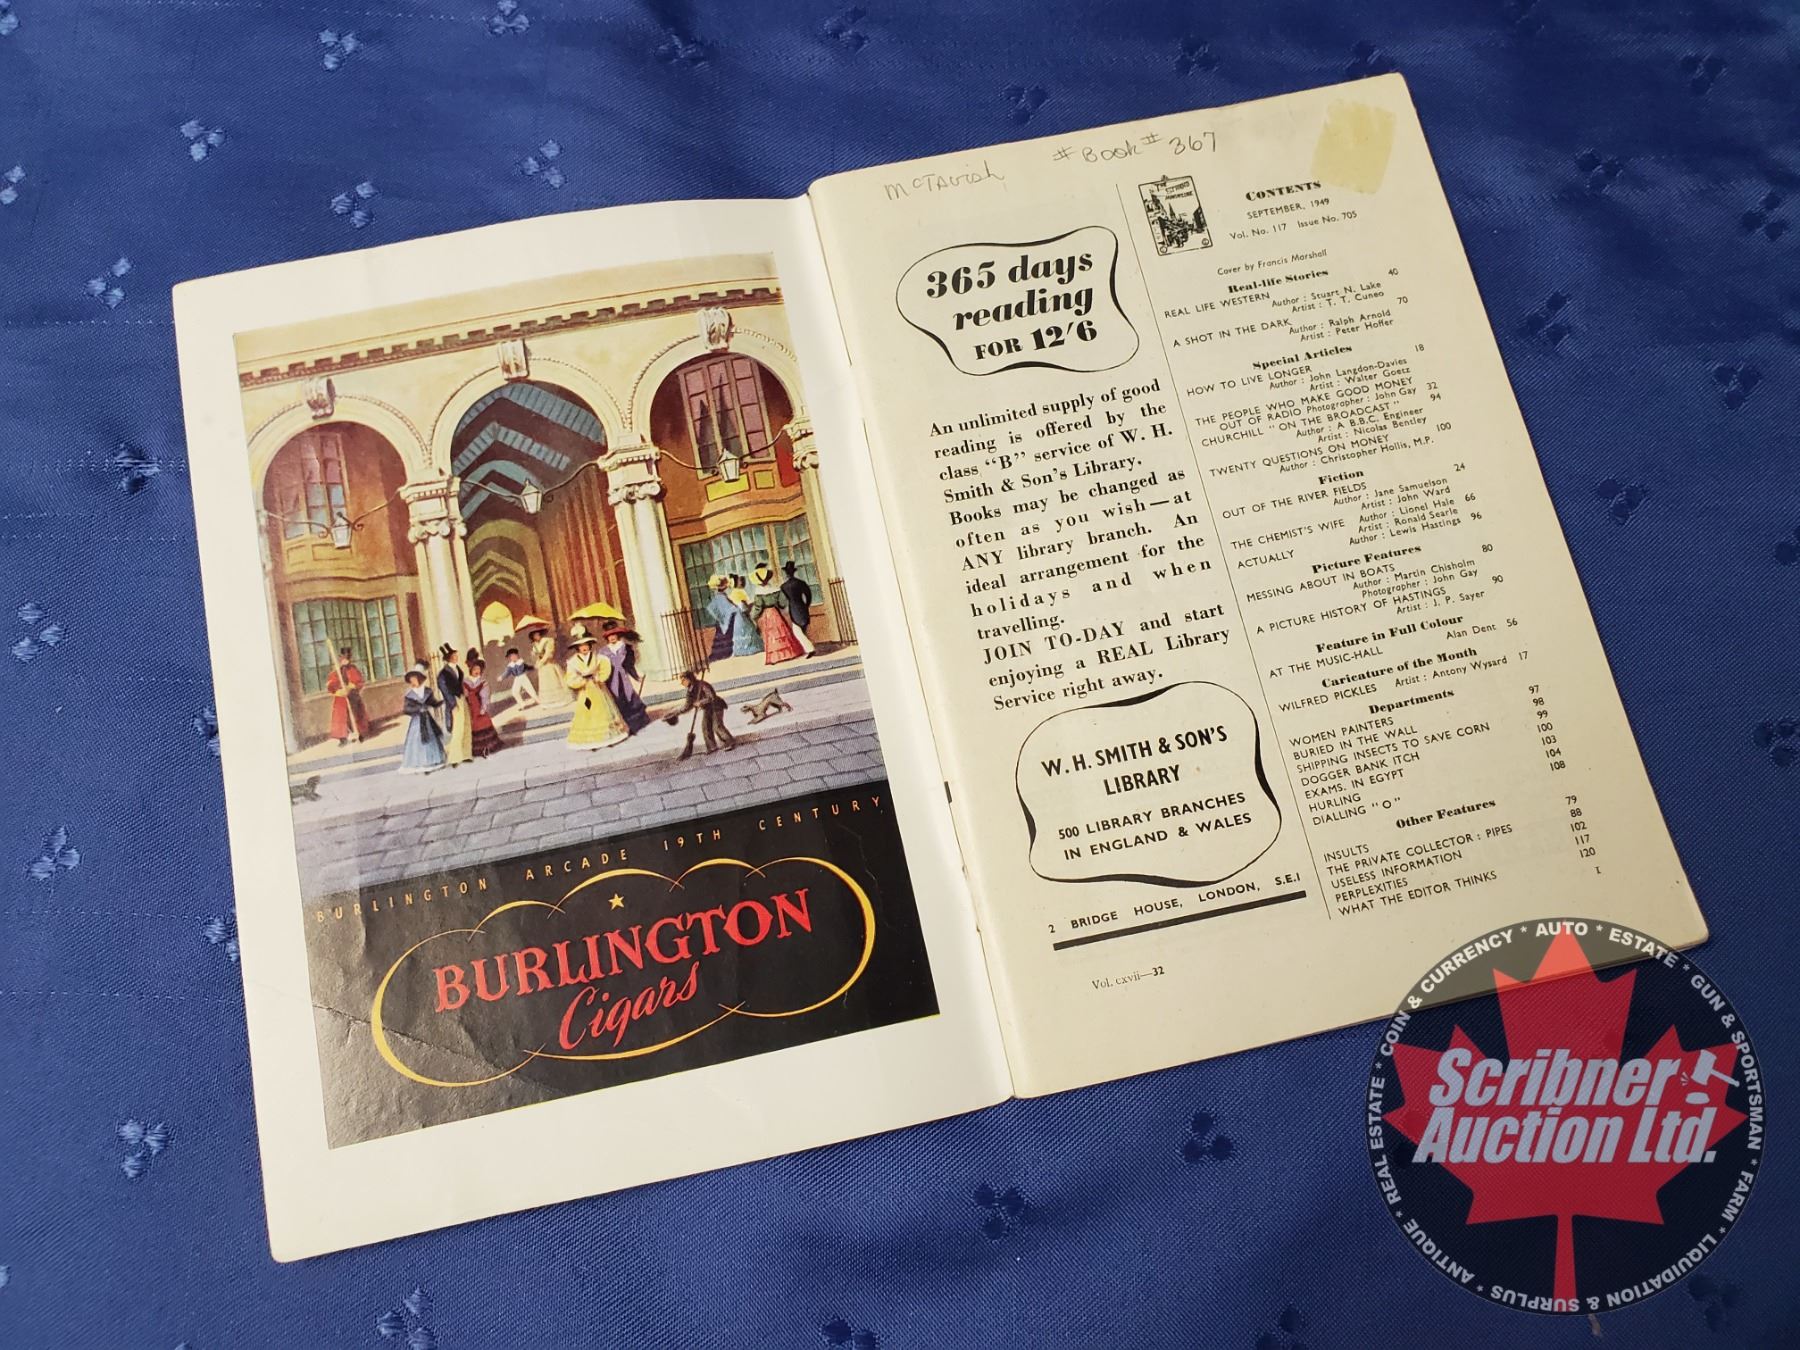 BURLINGTON ARCADE 19TH CENTURY.
BURLINGTON
Cigars
McTavish #Book# 367
365 days
reading
FOR 12/6
An unlimited supply of good
reading is offered by the
class "B" service of W. H.
Smith & Son's Library.
Books may be changed as
often as you wish—at
ANY library branch. An
ideal arrangement for the
holidays and when
travelling.
JOIN TO-DAY and start
enjoying a REAL Library
Service right away.
W. H. SMITH & SON'S
LIBRARY
500 LIBRARY BRANCHES
IN ENGLAND & WALES
2 BRIDGE HOUSE, LONDON, S.E.1
Vol. cxvii—32
CONTENTS
SEPTEMBER, 1949
Vol. No. 117 Issue No. 705
Cover by Francis Marshall
Real-life Stories
REAL LIFE WESTERN 40
Author : Stuart N. Lake
Artist : T. T. Cuneo
A SHOT IN THE DARK 70
Author : Ralph Arnold
Artist : Peter Hoffer
Special Articles
HOW TO LIVE LONGER 18
Author : John Langdon-Davies
Artist : Walter Goetz
THE PEOPLE WHO MAKE GOOD MONEY
OUT OF RADIO Photographer : John Gay 32
CHURCHILL "ON THE BROADCAST" 94
Author : A B.B.C. Engineer
Artist : Nicolas Bentley
TWENTY QUESTIONS ON MONEY 100
Author : Christopher Hollis, M.P.
Fiction
OUT OF THE RIVER FIELDS 24
Author : Jane Samuelson
Artist : John Ward
THE CHEMIST'S WIFE Author : Lionel Hale 66
Artist : Ronald Searle
ACTUALLY Author : Lewis Hastings 96
Picture Features
MESSING ABOUT IN BOATS 80
Author : Martin Chisholm
Photographer : John Gay
A PICTURE HISTORY OF HASTINGS 90
Artist : J. P. Sayer
Feature in Full Colour
AT THE MUSIC-HALL Alan Dent 56
Caricature of the Month
WILFRED PICKLES Artist : Antony Wysard 17
Departments
WOMEN PAINTERS 97
BURIED IN THE WALL 98
SHIPPING INSECTS TO SAVE CORN 99
DOGGER BANK ITCH 100
EXAMS. IN EGYPT 103
HURLING 104
DIALLING "O" 108
Other Features
INSULTS 79
THE PRIVATE COLLECTOR : PIPES 88
USELESS INFORMATION 102
PERPLEXITIES 117
WHAT THE EDITOR THINKS 120
1
Scribner
Auction Ltd.
COIN & CURRENCY * AUTO * ESTATE * GUN & SPORTSMAN * FARM * LIQUIDATION & SURPLUS * ANTIQUE * REAL ESTATE *